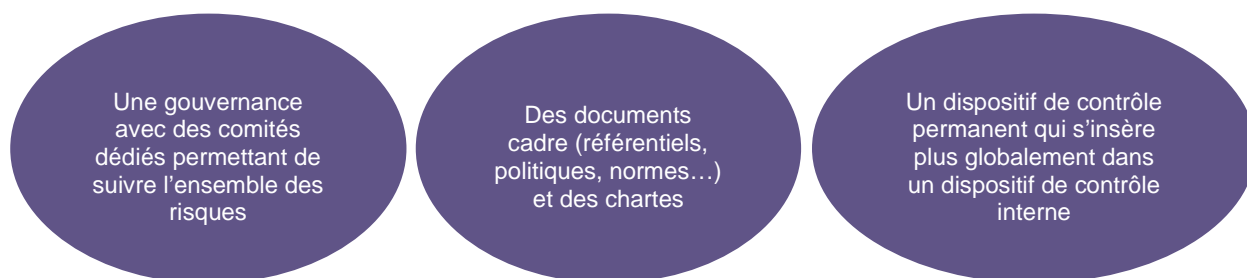 Une gouvernance
avec des comités
dédiés permettant de
suivre l’ensemble des
risques
Des documents
cadre (référentiels,
politiques, normes…)
et des chartes
Un dispositif de contrôle
permanent qui s’insère
plus globalement dans
un dispositif de contrôle
interne